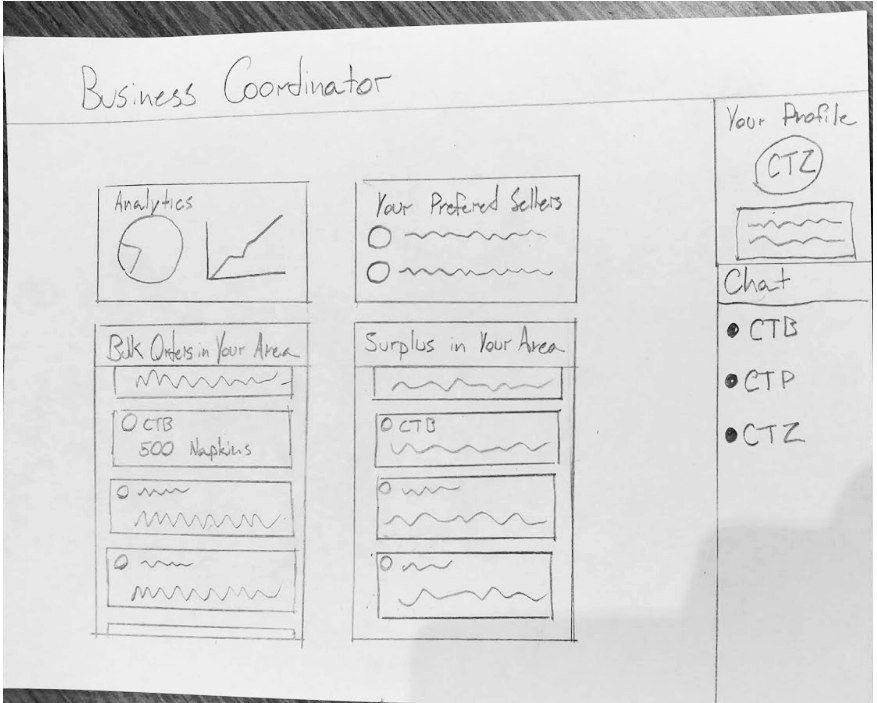 Business Coordinator
Your Profile
CTZ
Analytics
Your Prefered Sellers
Chat
CTB
CTP
CTZ
Bulk Orders in Your Area
CTB
500 Napkins
Surplus in Your Area
CTB